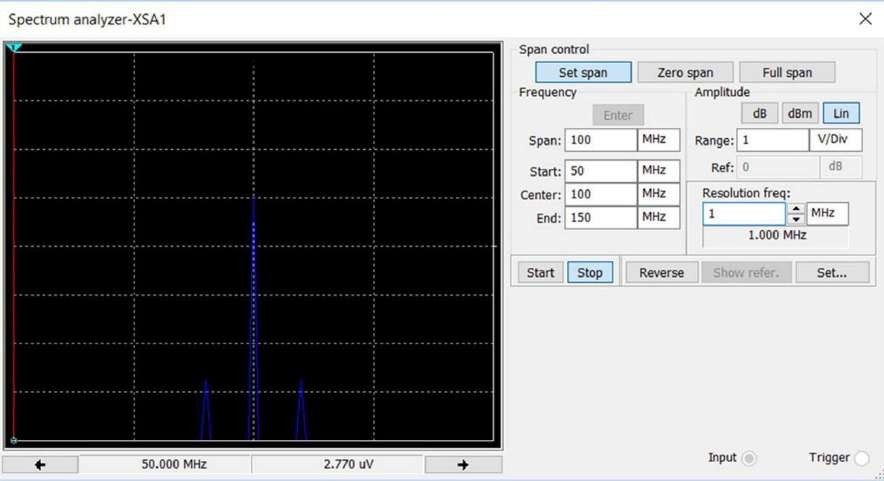 Spectrum analyzer-XSA1
Span control
Set span Zero span Full span
Frequency
Enter
Span: 100 MHz
Start: 50 MHz
Center: 100 MHz
End: 150 MHz
Amplitude
dB dBm Lin
Range: 1 V/Div
Ref: 0 dB
Resolution freq:
1 MHz
1.000 MHz
Start Stop Reverse Show refer. Set...
50.000 MHz 2.770 uV
Input Trigger